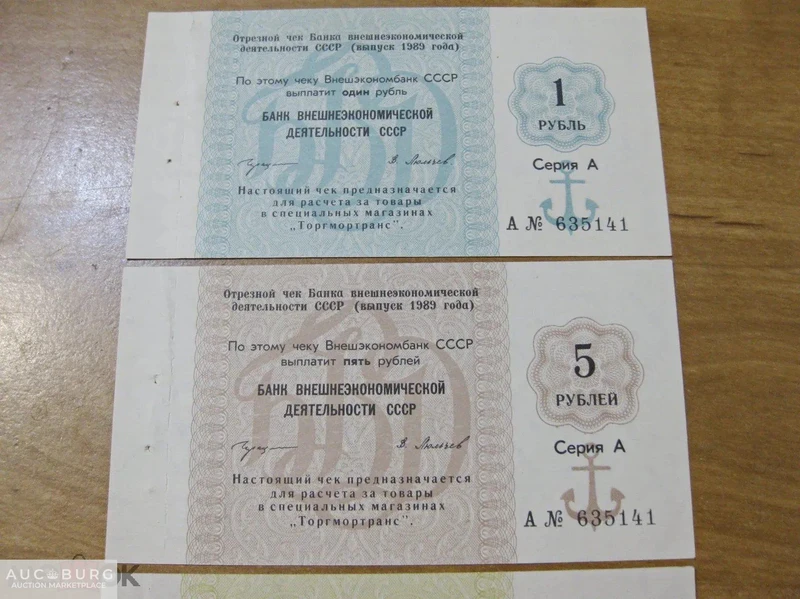 Отрезной чек Банка внешнеэкономической
деятельности СССР (выпуск 1989 года)
По этому чеку Внешэкономбанк СССР
выплатит один рубль
БАНК ВНЕШНЕЭКОНОМИЧЕСКОЙ
ДЕЯТЕЛЬНОСТИ СССР
Настоящий чек предназначается
для расчета за товары
в специальных магазинах
„Торгмортранс".
1
РУБЛЬ
Серия А
А № 635141
Отрезной чек Банка внешнеэкономической
деятельности СССР (выпуск 1989 года)
По этому чеку Внешэкономбанк СССР
выплатит пять рублей
БАНК ВНЕШНЕЭКОНОМИЧЕСКОЙ
ДЕЯТЕЛЬНОСТИ СССР
Настоящий чек предназначается
для расчета за товары
в специальных магазинах
„Торгмортранс".
5
РУБЛЕЙ
Серия А
А № 635141
AUC BURG
AUCTION MARKETPLACE